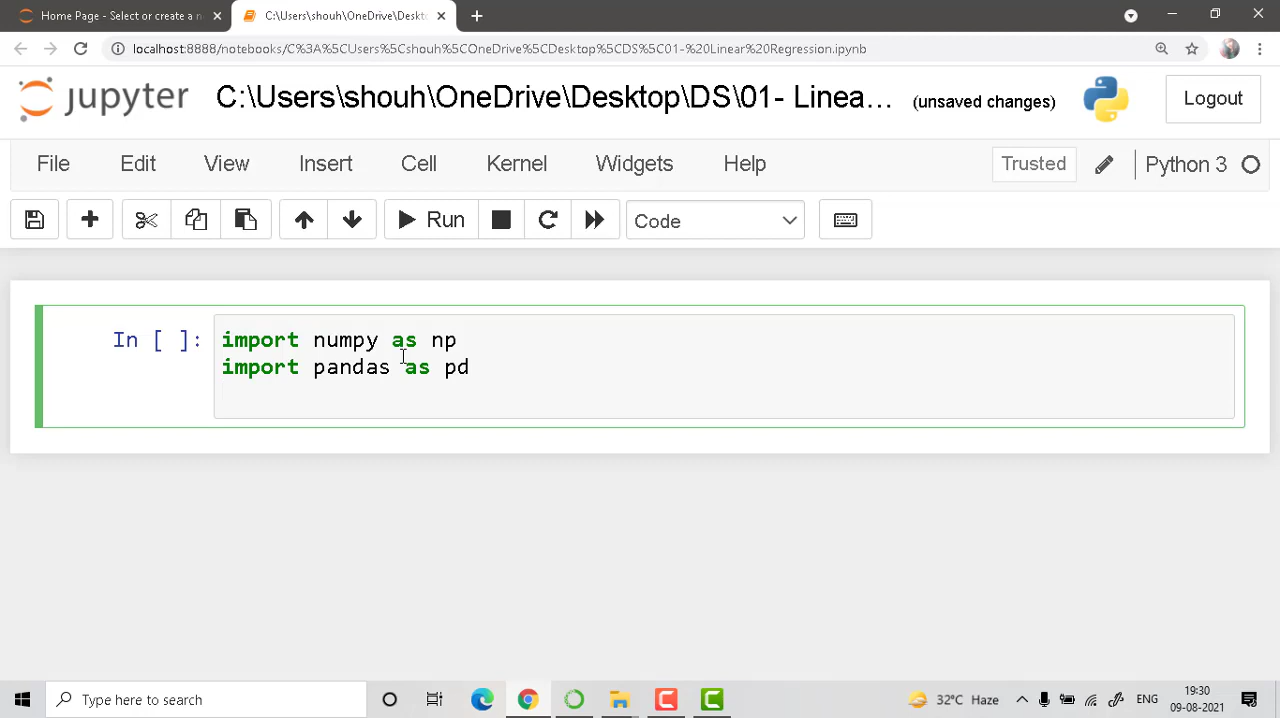 Home Page - Select or create a n
C:\Users\shouh\OneDrive\Deskto
localhost:8888/notebooks/C%3A%5CUsers%5Cshouh%5COneDrive%5CDesktop%5CDS%5C01-%20Linear%20Regression.ipynb
jupyter C:\Users\shouh\OneDrive\Desktop\DS\01- Linea... (unsaved changes) Logout
File Edit View Insert Cell Kernel Widgets Help Trusted Python 3
Run Code
In [ ]: import numpy as np
import pandas as pd
Type here to search 32°C Haze ENG 19:30
09-08-2021